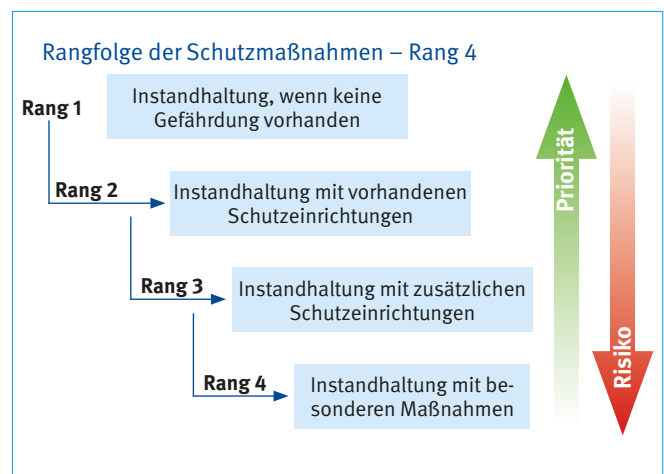 Rangfolge der Schutzmaßnahmen – Rang 4
Rang 1
Instandhaltung, wenn keine
Gefährdung vorhanden
Rang 2
Instandhaltung mit vorhandenen
Schutzeinrichtungen
Rang 3
Instandhaltung mit zusätzlichen
Schutzeinrichtungen
Rang 4
Instandhaltung mit be-
sonderen Maßnahmen
Priorität
Risiko